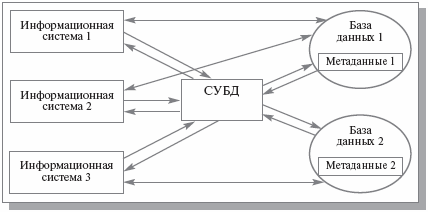 Информационная
система 1
База
данных 1
Метаданные 1
Информационная
система 2
СУБД
База
данных 2
Метаданные 2
Информационная
система 3